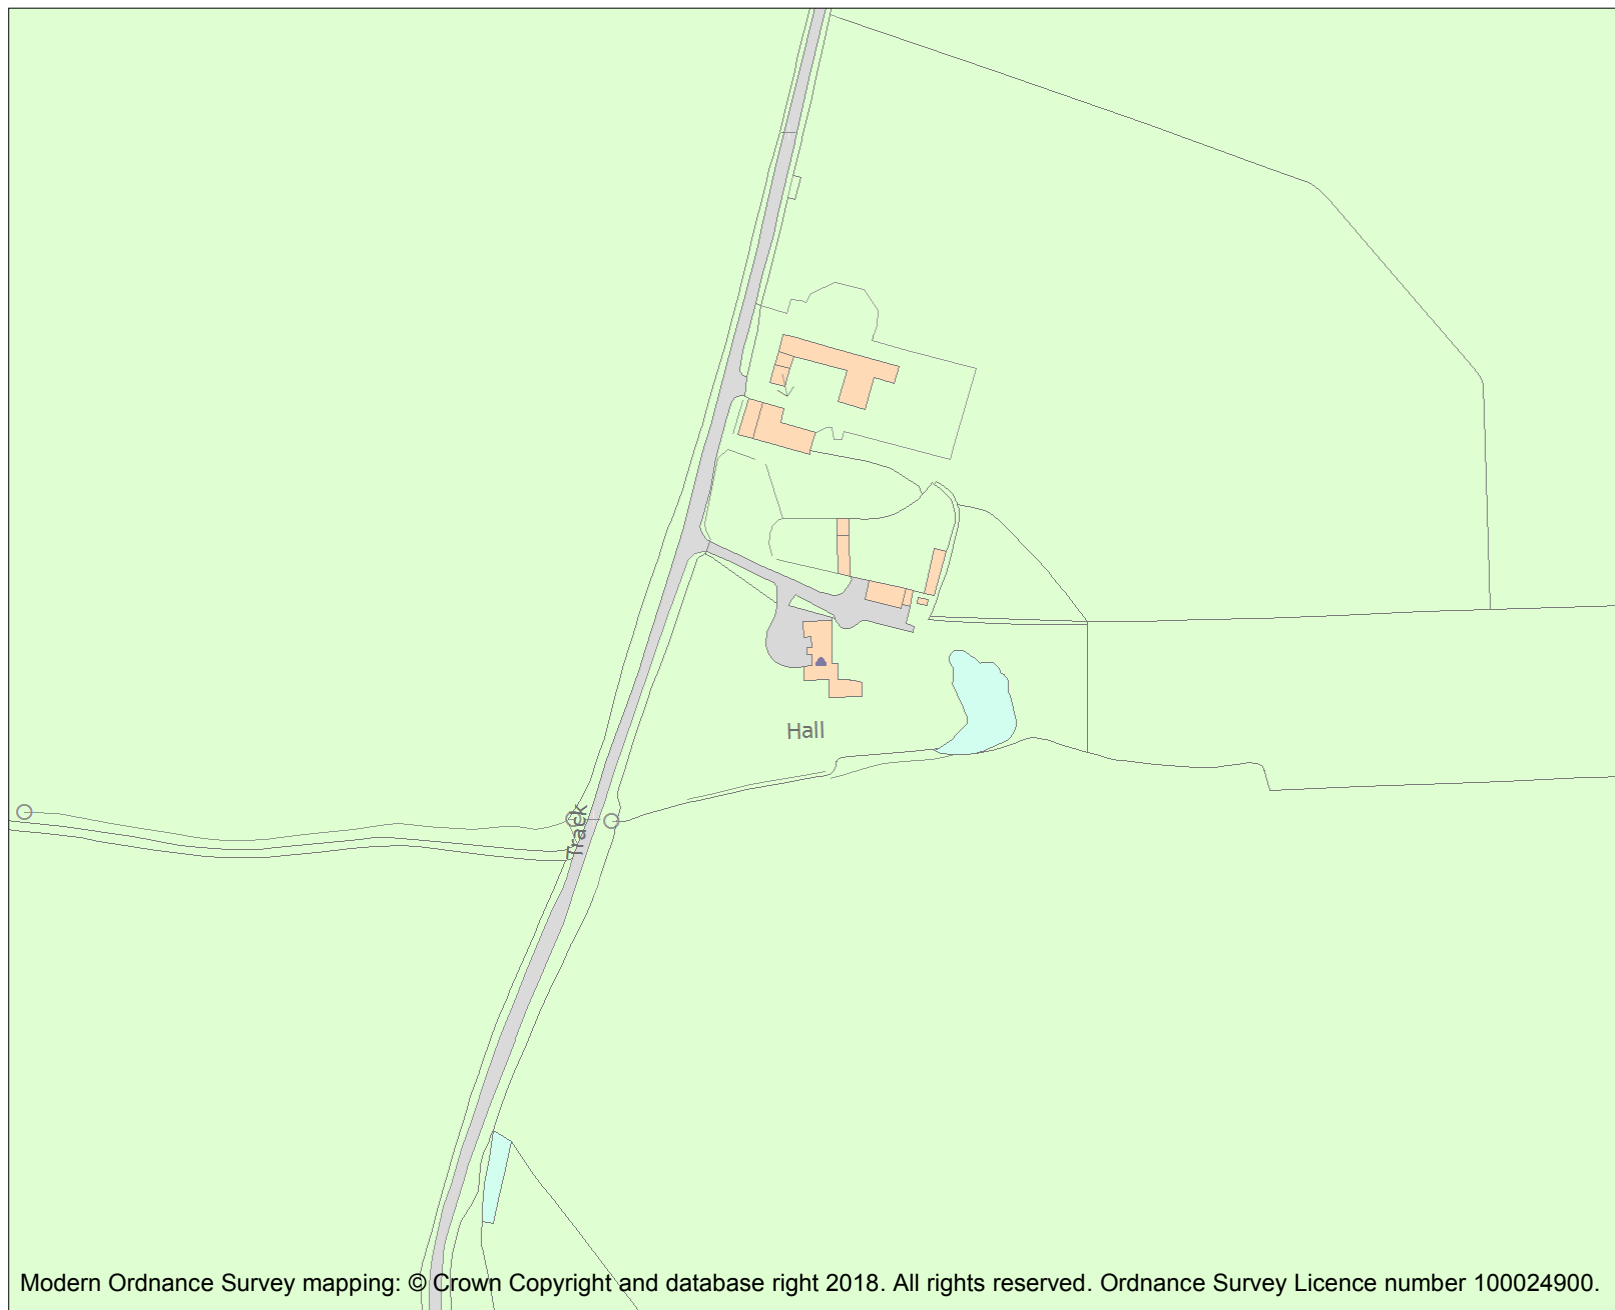 Hall
Track
Modern Ordnance Survey mapping: © Crown Copyright and database right 2018. All rights reserved. Ordnance Survey Licence number 100024900.